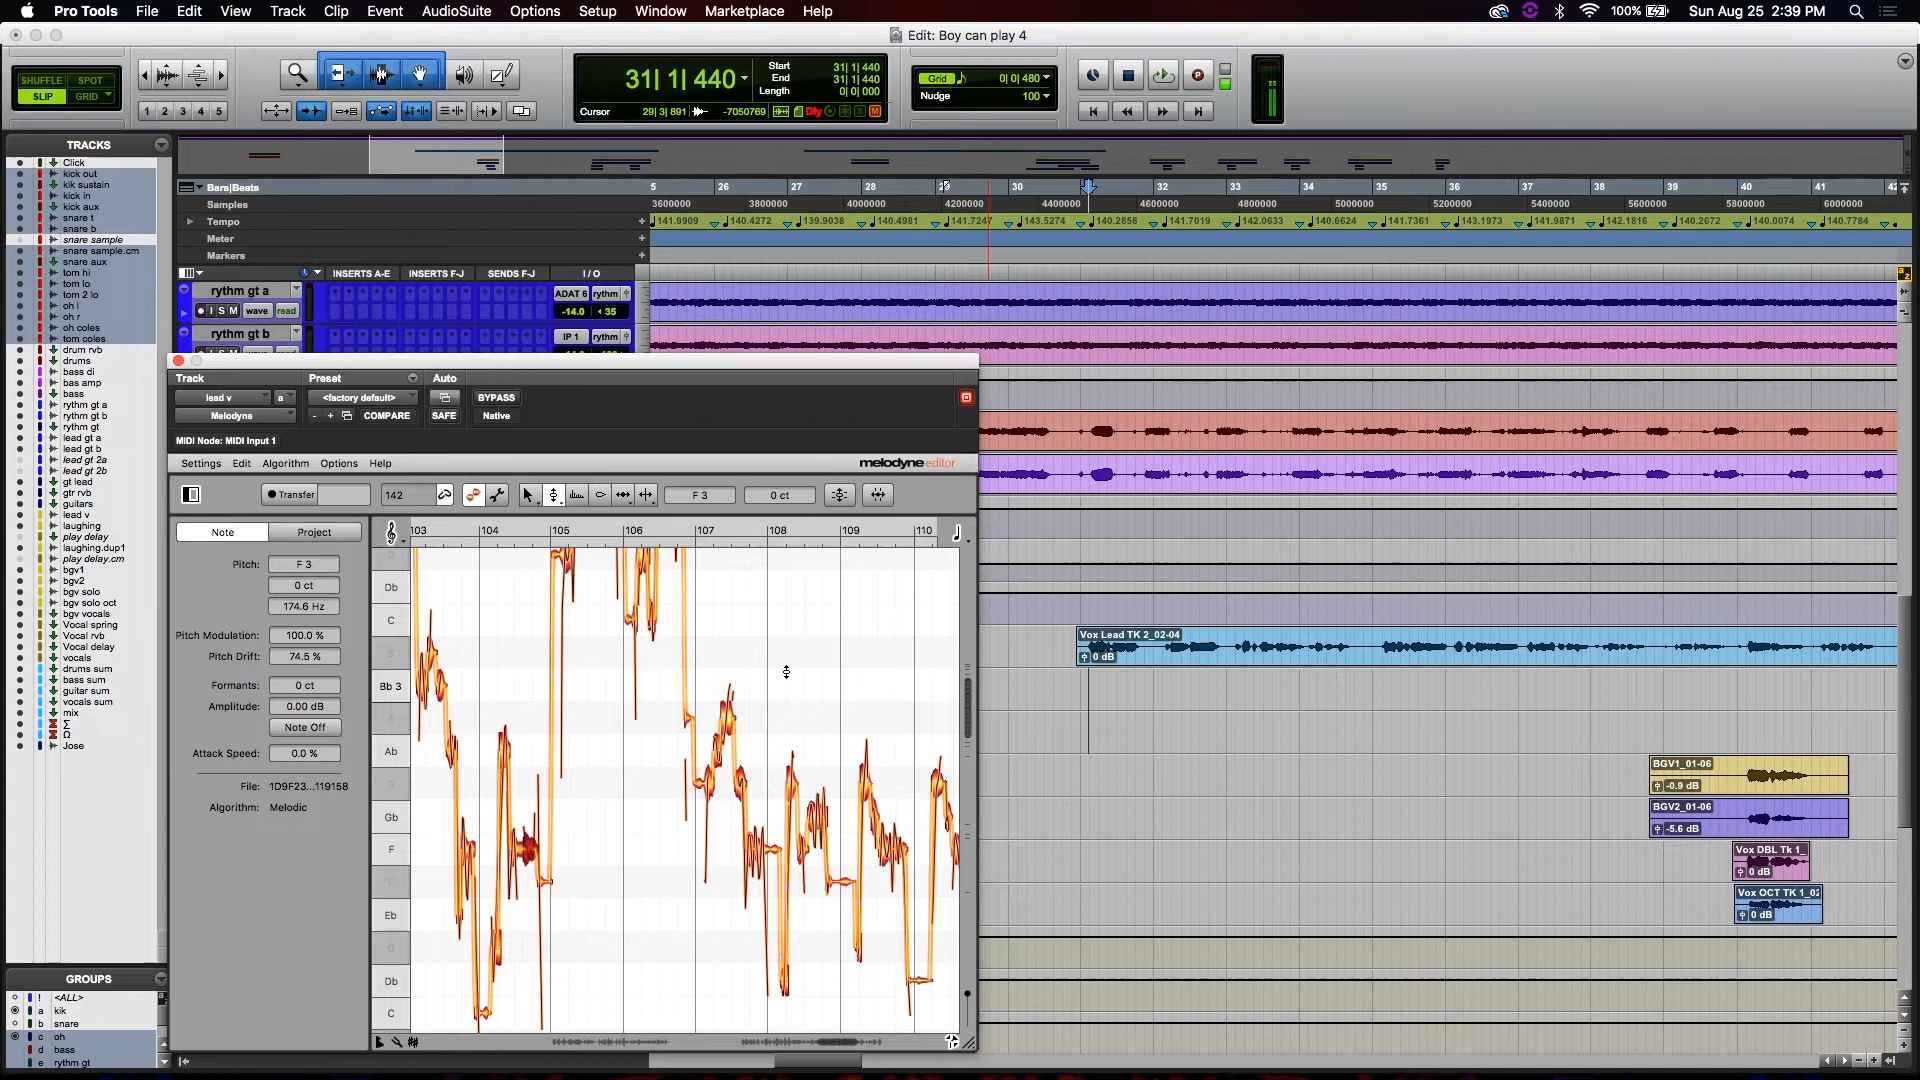 Pro Tools File Edit View Track Clip Event AudioSuite Options Setup Window Marketplace Help 100% Sun Aug 25 2:39 PM
Edit: Boy can play 4
SHUFFLE SPOT
SLIP GRID
1 2 3 4 5
31| 1| 440
Start 31| 1| 440
End 31| 1| 440
Length 0| 0| 000
Cursor 29| 3| 891 -7050769 Dly
Grid 0| 0| 480
Nudge 100
TRACKS
Click
kick out
kik sustain
kick in
kick aux
snare t
snare b
snare sample
snare sample.cm
snare aux
tom hi
tom lo
tom 2 lo
oh l
oh r
oh coles
tom coles
drum rvb
drums
bass di
bas amp
bass
rythm gt a
rythm gt b
rythm gt
lead gt a
lead gt b
lead gt 2a
lead gt 2b
gt lead
gtr rvb
guitars
lead v
laughing
play delay
laughing.dup1
play delay.cm
bgv1
bgv2
bgv solo
bgv solo oct
bgv vocals
Vocal spring
Vocal rvb
Vocal delay
vocals
drums sum
bass sum
guitar sum
vocals sum
mix
Σ
Ω
Jose
GROUPS
! <ALL>
a kik
b snare
c oh
d bass
e rythm gt
Bars|Beats 5 26 27 28 30 32 33 34 35 36 37 38 39 40 41 42
Samples 3600000 3800000 4000000 4200000 4400000 4600000 4800000 5000000 5200000 5400000 5600000 5800000 6000000
Tempo 141.9909 140.4272 139.9038 140.4981 141.7247 143.5274 140.2858 141.7019 142.0633 140.6624 141.7361 143.1973 141.9871 142.1816 140.2672 140.0074 140.7784
Meter
Markers
INSERTS A-E INSERTS F-J SENDS F-J I / O
rythm gt a ADAT 6 rythm
I S M wave read -14.0 35
rythm gt b IP 1 rythm
Track Preset Auto
lead v a <factory default> BYPASS
Melodyne - + COMPARE SAFE Native
MIDI Node: MIDI Input 1
Settings Edit Algorithm Options Help melodyne editor
Transfer 142 F 3 0 ct
Note Project
Pitch: F 3
0 ct
174.6 Hz
Pitch Modulation: 100.0 %
Pitch Drift: 74.5 %
Formants: 0 ct
Amplitude: 0.00 dB
Note Off
Attack Speed: 0.0 %
File: 1D9F23...119158
Algorithm: Melodic
103 104 105 106 107 108 109 110
D
Db
C
B
Bb 3
A
Ab
G
Gb
F
E
Eb
D
Db
C
Vox Lead TK 2_02-04
0 dB
BGV1_01-06
-0.9 dB
BGV2_01-06
-5.6 dB
Vox DBL Tk 1_
0 dB
Vox OCT TK 1_02
0 dB